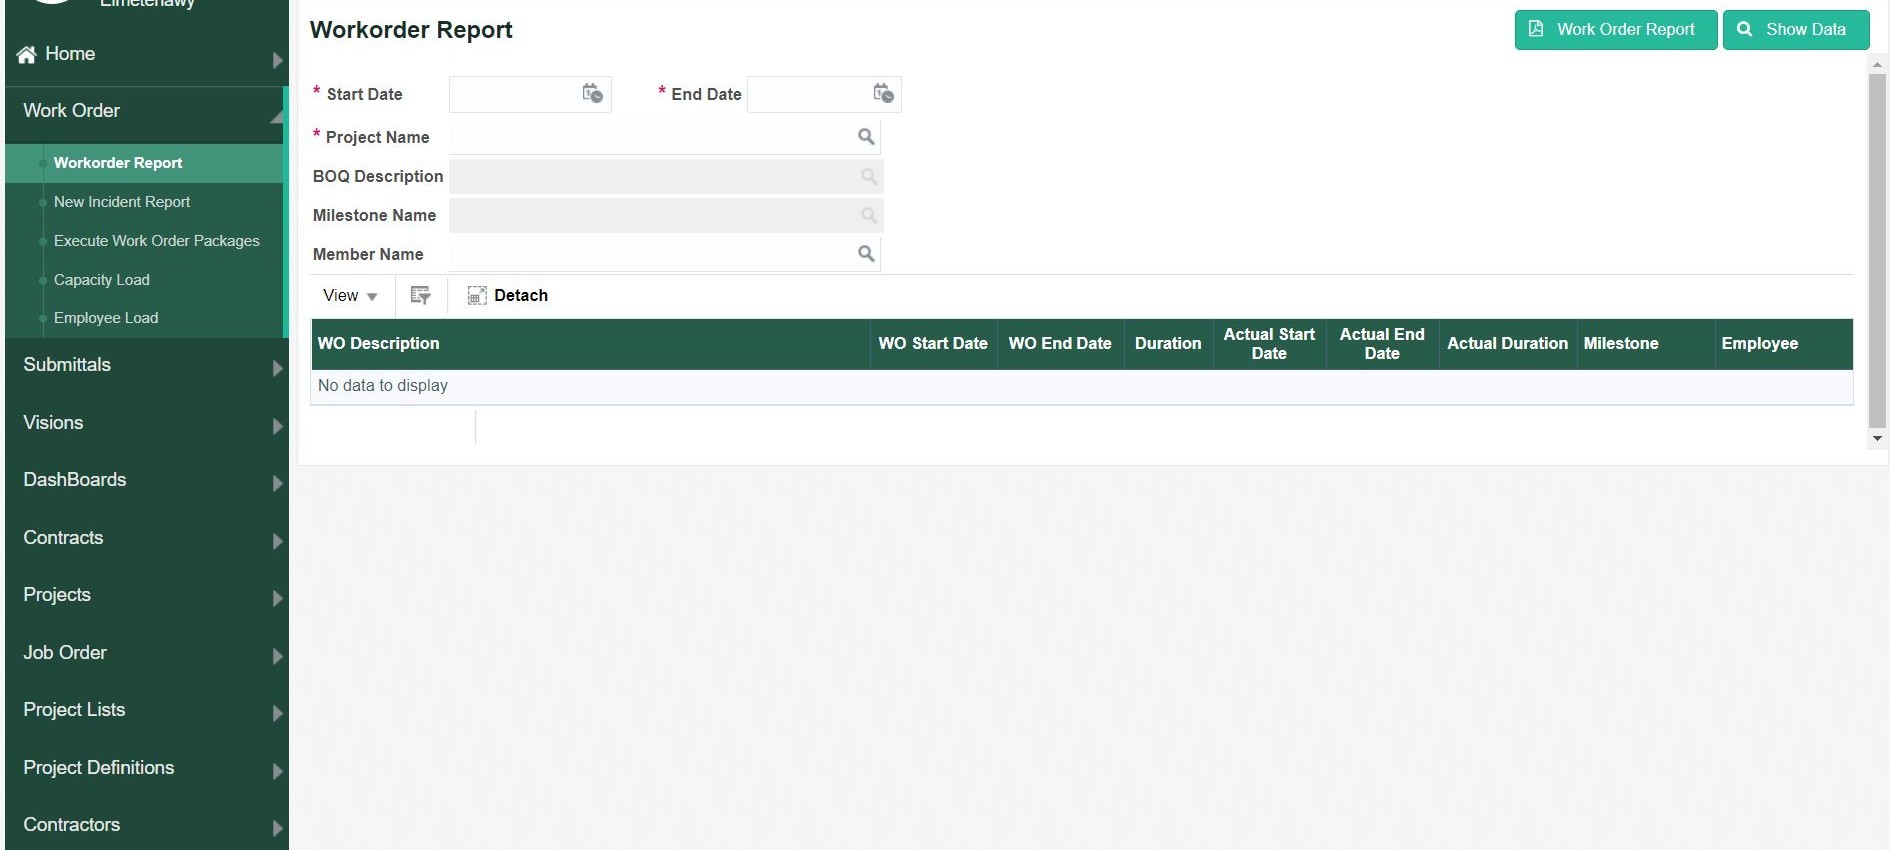 Elmetenawy
Home
Work Order
Workorder Report
New Incident Report
Execute Work Order Packages
Capacity Load
Employee Load
Submittals
Visions
DashBoards
Contracts
Projects
Job Order
Project Lists
Project Definitions
Contractors
Workorder Report
Work Order Report
Show Data
* Start Date
* End Date
* Project Name
BOQ Description
Milestone Name
Member Name
View
Detach
WO Description
WO Start Date
WO End Date
Duration
Actual Start
Date
Actual End
Date
Actual Duration
Milestone
Employee
No data to display